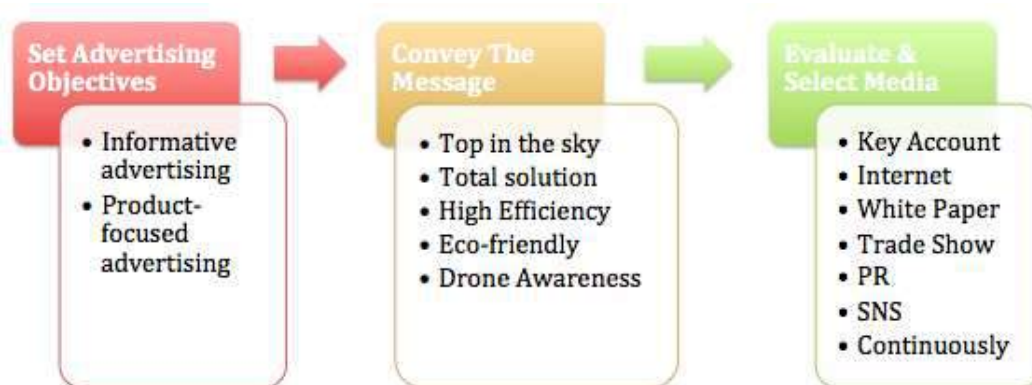 Set Advertising
Objectives
• Informative
advertising
• Product-
focused
advertising
Convey The
Message
• Top in the sky
• Total solution
• High Efficiency
• Eco-friendly
• Drone Awareness
Evaluate &
Select Media
• Key Account
• Internet
• White Paper
• Trade Show
• PR
• SNS
• Continuously